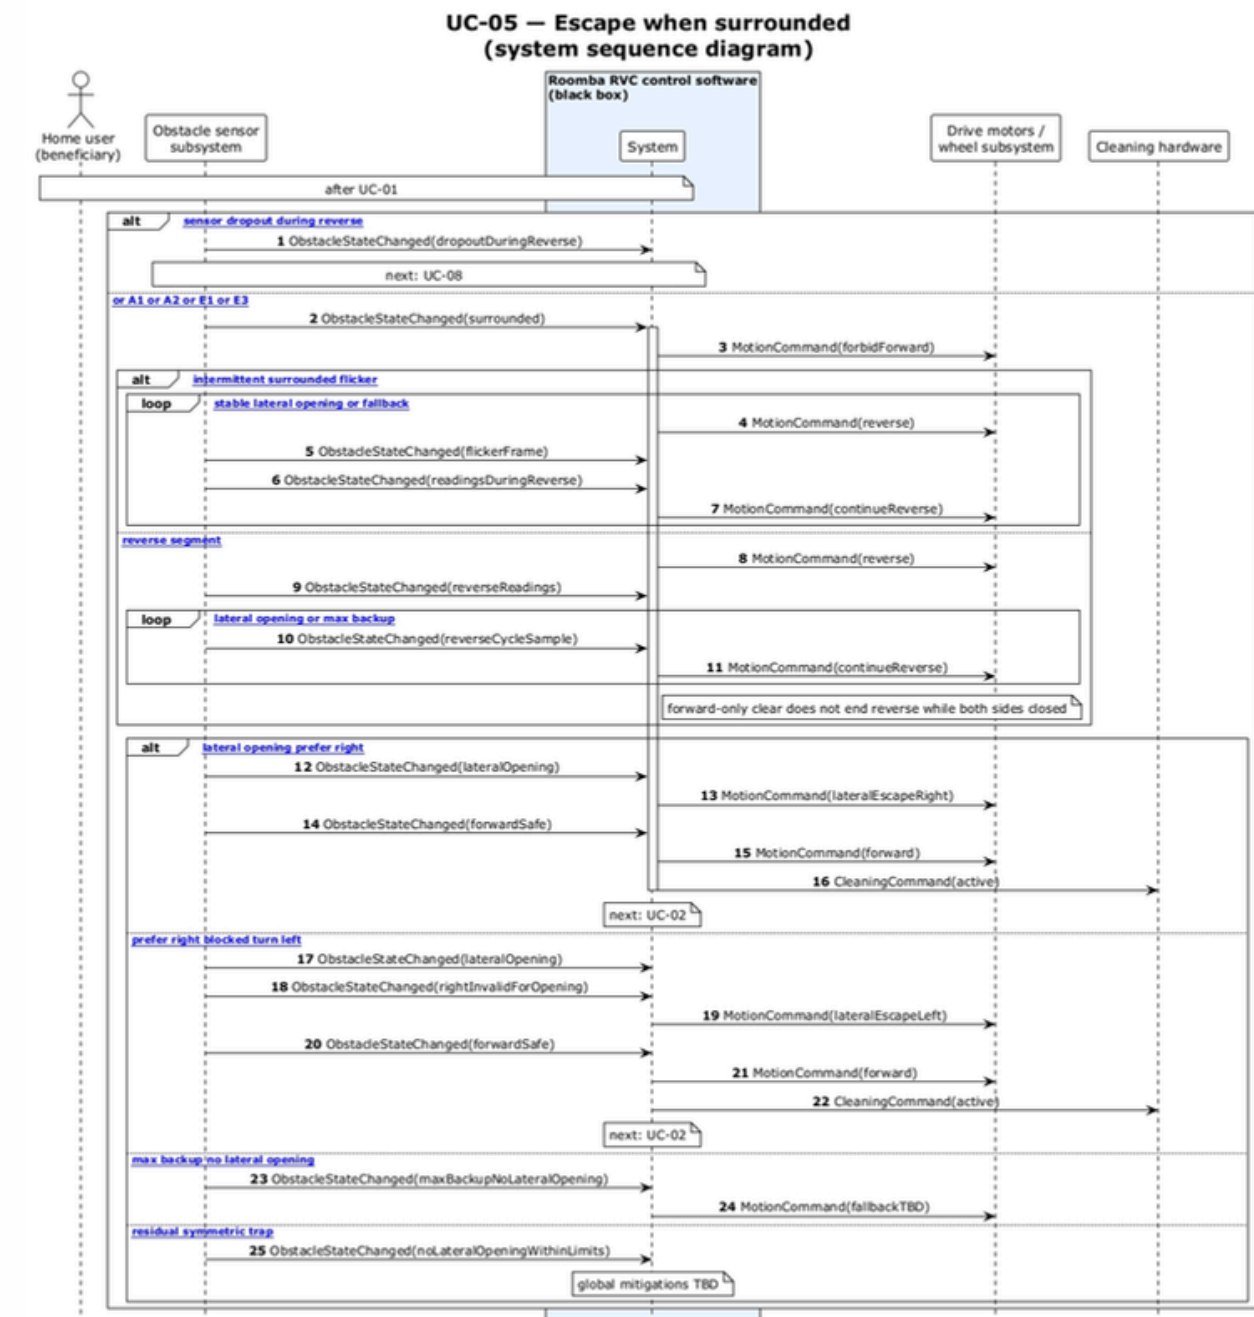 UC-05 — Escape when surrounded
(system sequence diagram)
Roomba RVC control software
(black box)
Home user
(beneficiary)
Obstacle sensor
subsystem
System
Drive motors /
wheel subsystem
Cleaning hardware
after UC-01
alt sensor dropout during reverse
1 ObstacleStateChanged(dropoutDuringReverse)
next: UC-08
or A1 or A2 or E1 or E3
2 ObstacleStateChanged(surrounded)
3 MotionCommand(forbidForward)
alt intermittent surrounded flicker
loop stable lateral opening or fallback
4 MotionCommand(reverse)
5 ObstacleStateChanged(flickerFrame)
6 ObstacleStateChanged(readingsDuringReverse)
7 MotionCommand(continueReverse)
reverse segment
8 MotionCommand(reverse)
9 ObstacleStateChanged(reverseReadings)
loop lateral opening or max backup
10 ObstacleStateChanged(reverseCycleSample)
11 MotionCommand(continueReverse)
forward-only clear does not end reverse while both sides closed
alt lateral opening prefer right
12 ObstacleStateChanged(lateralOpening)
13 MotionCommand(lateralEscapeRight)
14 ObstacleStateChanged(forwardSafe)
15 MotionCommand(forward)
16 CleaningCommand(active)
next: UC-02
prefer right blocked turn left
17 ObstacleStateChanged(lateralOpening)
18 ObstacleStateChanged(rightInvalidForOpening)
19 MotionCommand(lateralEscapeLeft)
20 ObstacleStateChanged(forwardSafe)
21 MotionCommand(forward)
22 CleaningCommand(active)
next: UC-02
max backup no lateral opening
23 ObstacleStateChanged(maxBackupNoLateralOpening)
24 MotionCommand(fallbackTBD)
residual symmetric trap
25 ObstacleStateChanged(noLateralOpeningWithinLimits)
global mitigations TBD